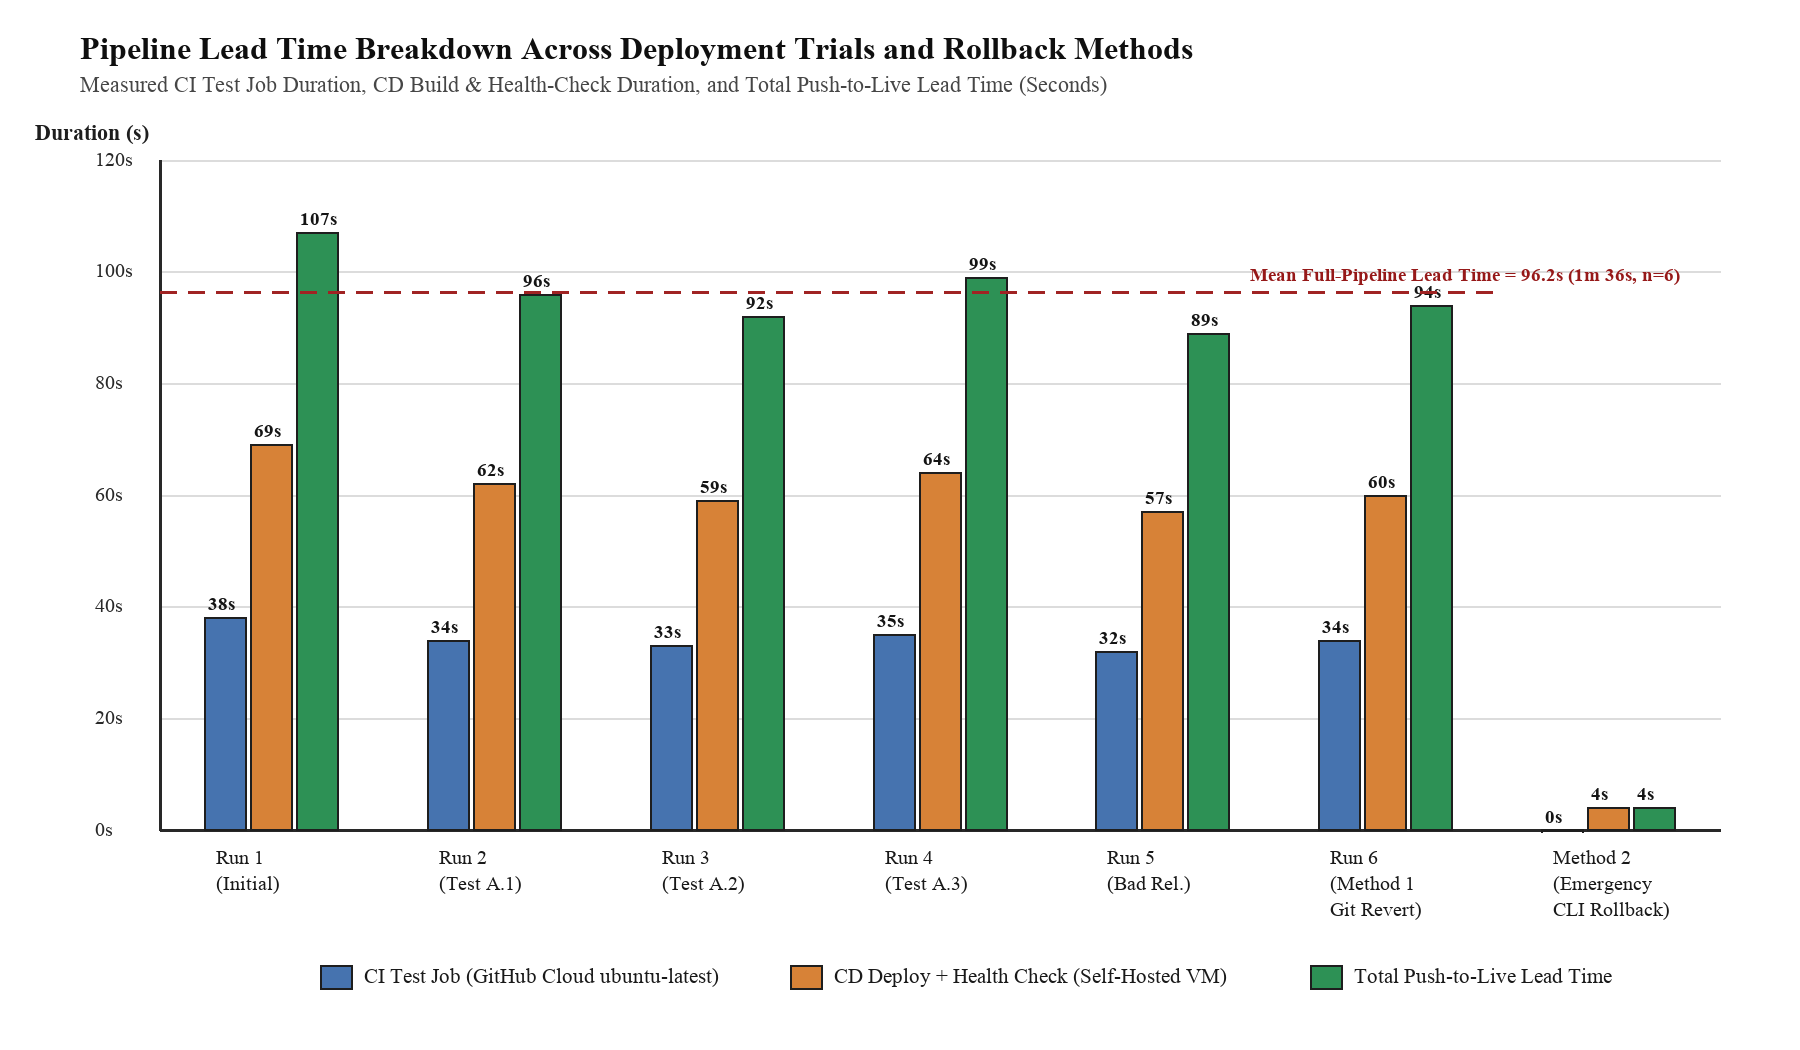 Pipeline Lead Time Breakdown Across Deployment Trials and Rollback Methods
Measured CI Test Job Duration, CD Build & Health-Check Duration, and Total Push-to-Live Lead Time (Seconds)
Duration (s)
120s
100s
80s
60s
40s
20s
0s
Mean Full-Pipeline Lead Time = 96.2s (1m 36s, n=6)
38s
69s
107s
34s
62s
96s
33s
59s
92s
35s
64s
99s
32s
57s
89s
34s
60s
94s
0s
4s
4s
Run 1
(Initial)
Run 2
(Test A.1)
Run 3
(Test A.2)
Run 4
(Test A.3)
Run 5
(Bad Rel.)
Run 6
(Method 1
Git Revert)
Method 2
(Emergency
CLI Rollback)
CI Test Job (GitHub Cloud ubuntu-latest)
CD Deploy + Health Check (Self-Hosted VM)
Total Push-to-Live Lead Time